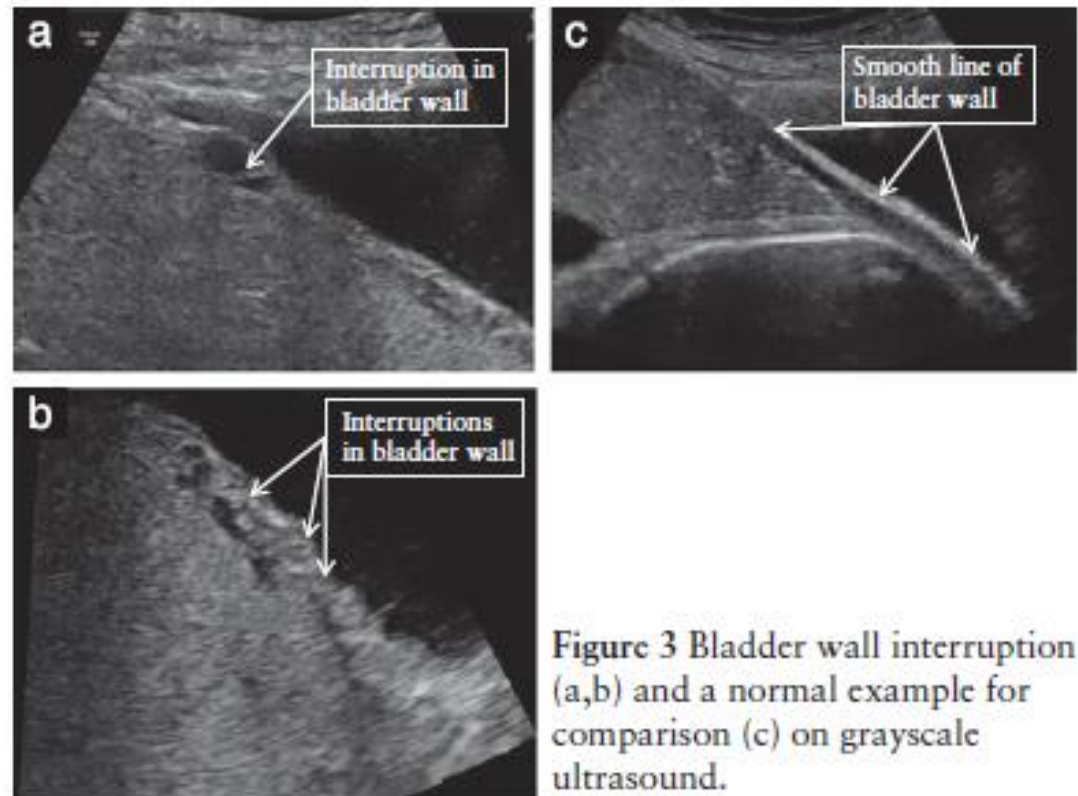 a
Interruption in
bladder wall
c
Smooth line of
bladder wall
b
Interruptions
in bladder wall
Figure 3 Bladder wall interruption
(a,b) and a normal example for
comparison (c) on grayscale
ultrasound.